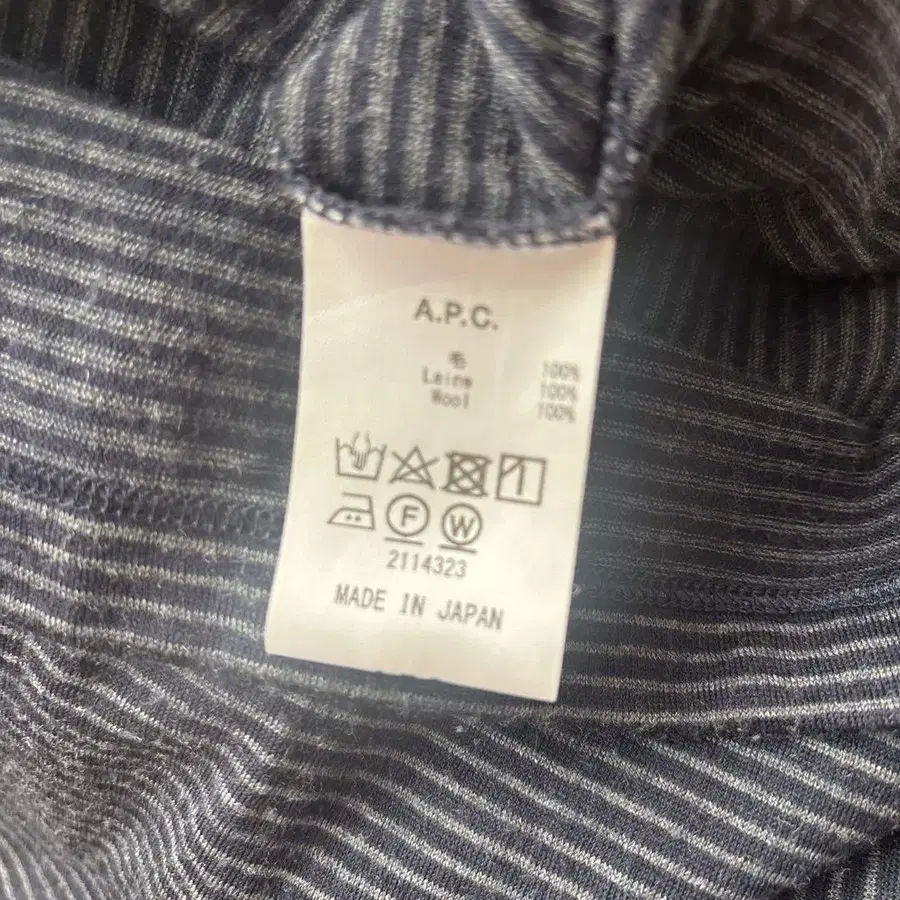 A.P.C.
毛 100%
Laine 100%
Wool 100%
F W
2114323
MADE IN JAPAN